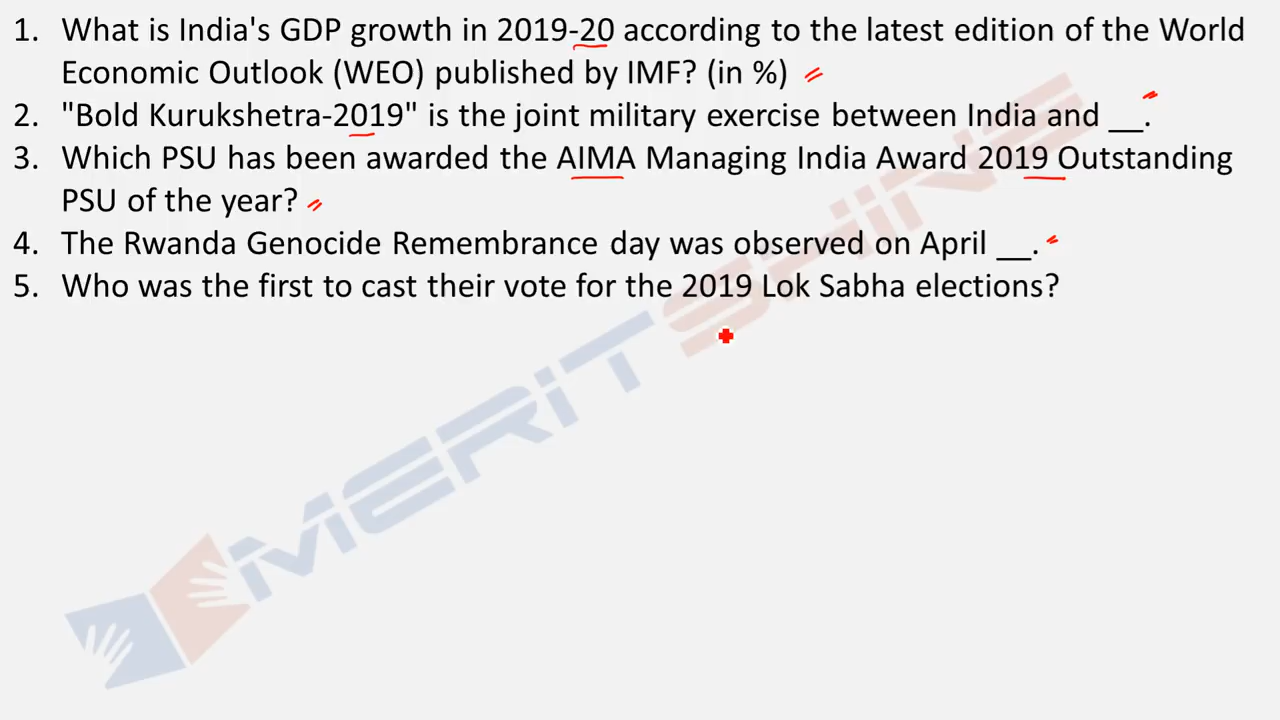 1. What is India's GDP growth in 2019-20 according to the latest edition of the World
Economic Outlook (WEO) published by IMF? (in %)
2. "Bold Kurukshetra-2019" is the joint military exercise between India and __.
3. Which PSU has been awarded the AIMA Managing India Award 2019 Outstanding
PSU of the year?
4. The Rwanda Genocide Remembrance day was observed on April __.
5. Who was the first to cast their vote for the 2019 Lok Sabha elections?
MERITSHINE